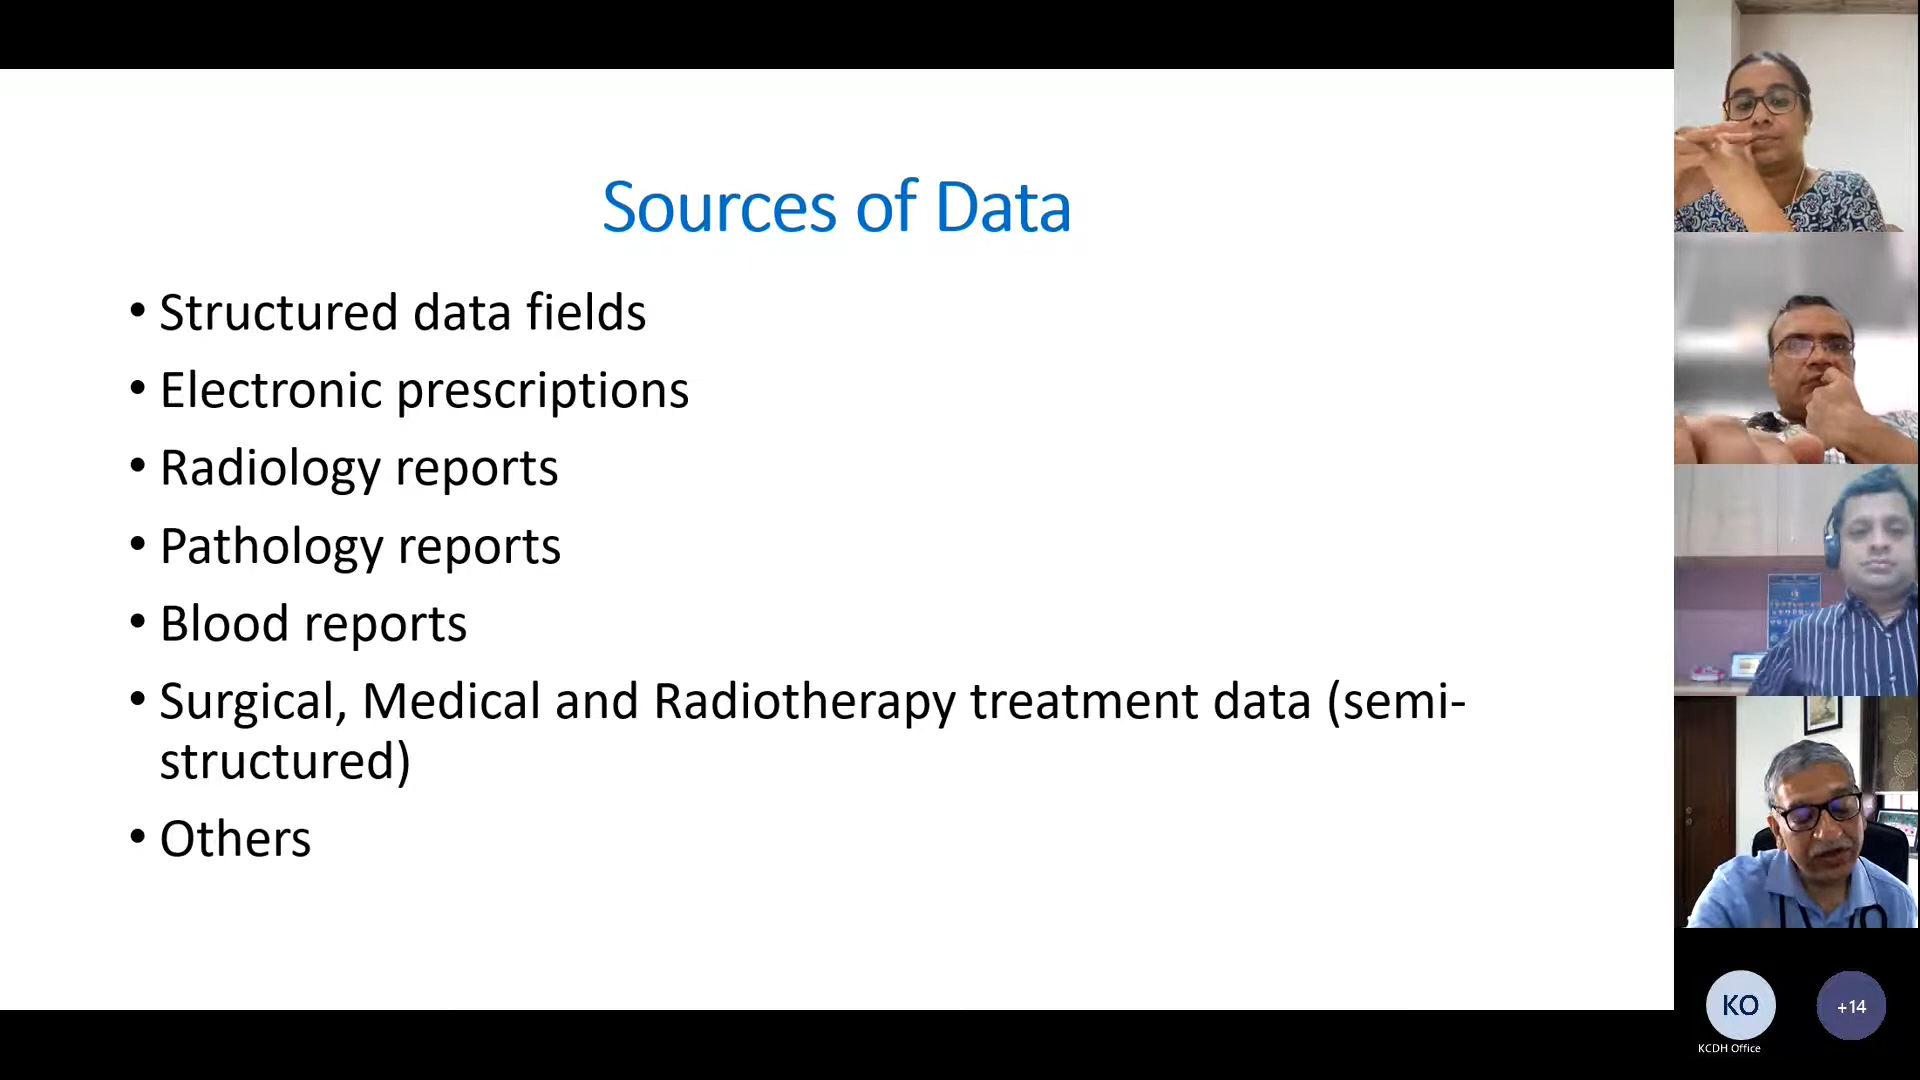 Sources of Data
• Structured data fields
• Electronic prescriptions
• Radiology reports
• Pathology reports
• Blood reports
• Surgical, Medical and Radiotherapy treatment data (semi-
structured)
• Others
KO
+14
KCDH Office